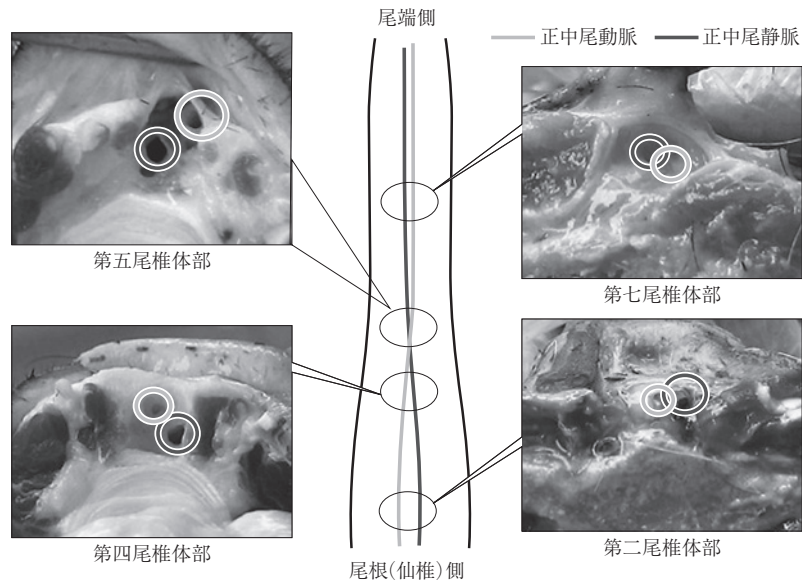 尾端側
正中尾動脈
正中尾静脈
第五尾椎体部
第七尾椎体部
第四尾椎体部
第二尾椎体部
尾根(仙椎)側